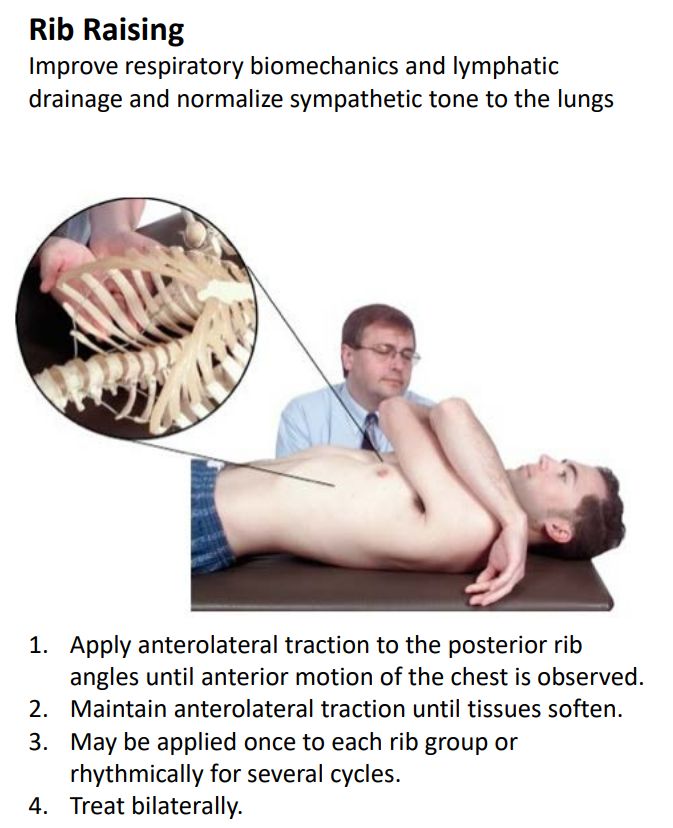 Rib Raising
Improve respiratory biomechanics and lymphatic
drainage and normalize sympathetic tone to the lungs
1. Apply anterolateral traction to the posterior rib
angles until anterior motion of the chest is observed.
2. Maintain anterolateral traction until tissues soften.
3. May be applied once to each rib group or
rhythmically for several cycles.
4. Treat bilaterally.